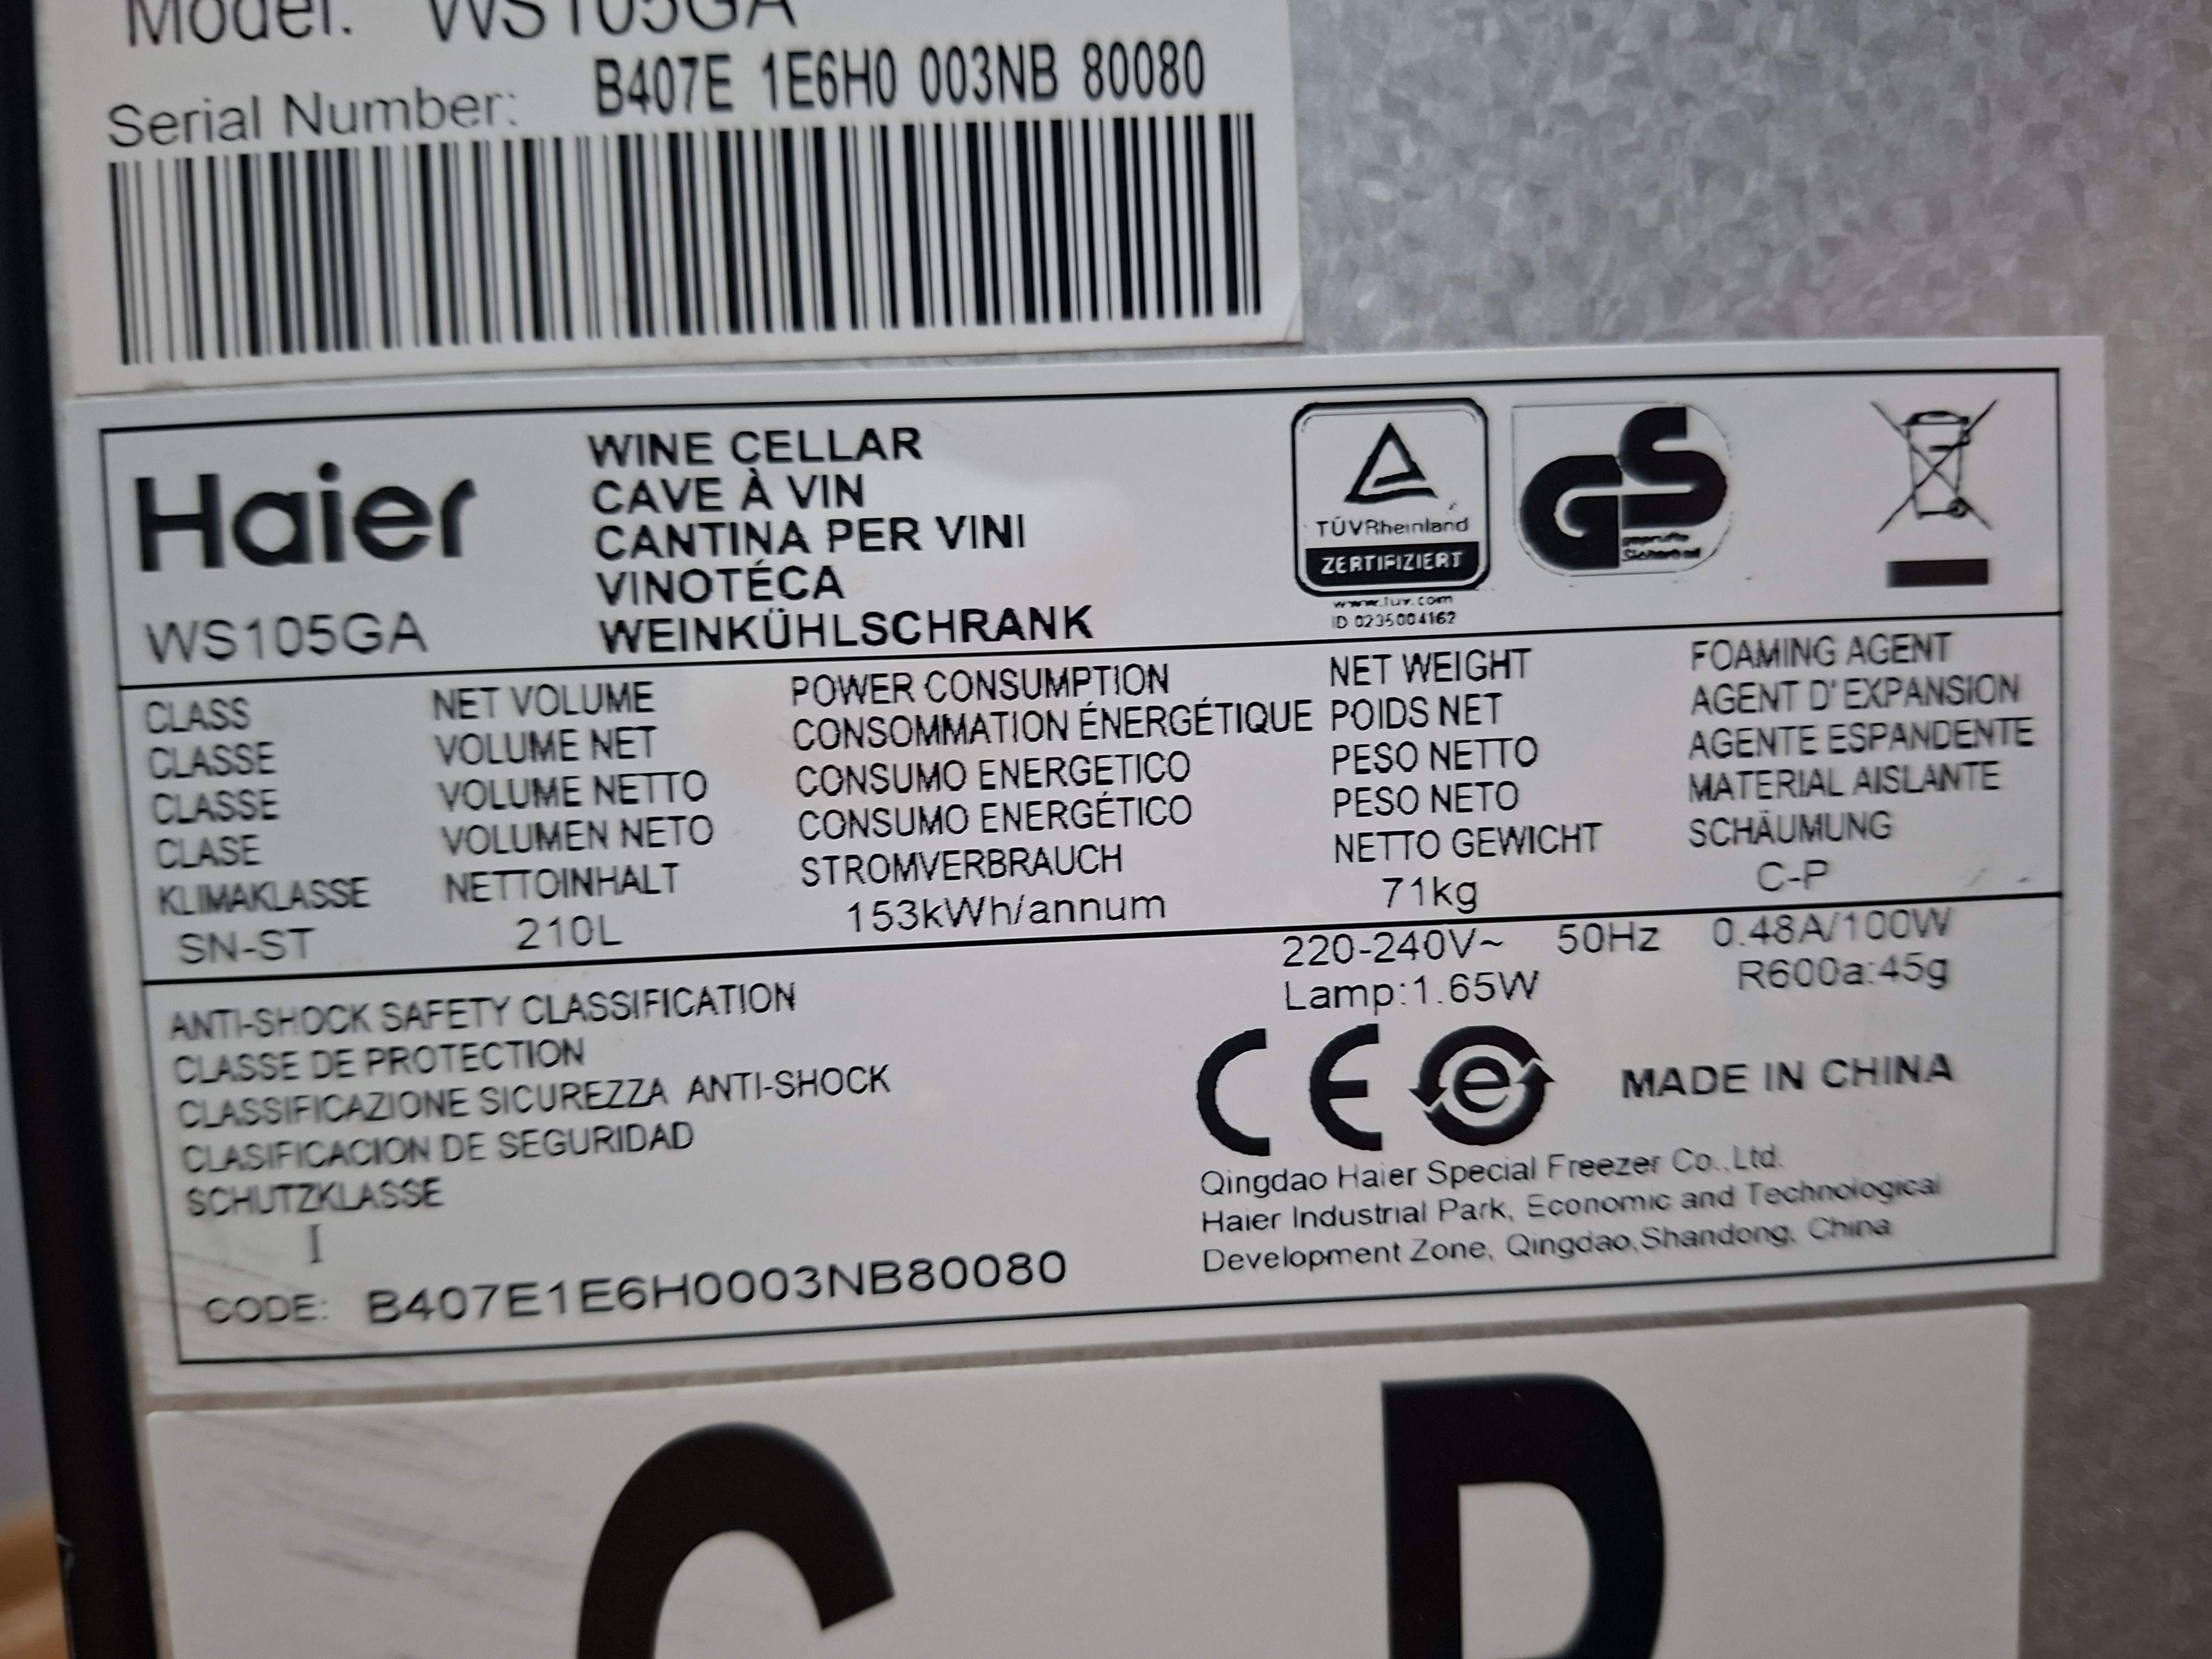 Model: WS105GA
Serial Number: B407E 1E6H0 003NB 80080
Haier
WS105GA
WINE CELLAR
CAVE À VIN
CANTINA PER VINI
VINOTÉCA
WEINKÜHLSCHRANK
TÜVRheinland
ZERTIFIZIERT
www.tuv.com
ID 0235004162
GS
geprüfte
Sicherheit
CLASS
CLASSE
CLASSE
CLASE
KLIMAKLASSE
SN-ST
NET VOLUME
VOLUME NET
VOLUME NETTO
VOLUMEN NETO
NETTOINHALT
210L
POWER CONSUMPTION
CONSOMMATION ÉNERGÉTIQUE
CONSUMO ENERGETICO
CONSUMO ENERGÉTICO
STROMVERBRAUCH
153kWh/annum
NET WEIGHT
POIDS NET
PESO NETTO
PESO NETO
NETTO GEWICHT
71kg
FOAMING AGENT
AGENT D'EXPANSION
AGENTE ESPANDENTE
MATERIAL AISLANTE
SCHÄUMUNG
C-P
ANTI-SHOCK SAFETY CLASSIFICATION
CLASSE DE PROTECTION
CLASSIFICAZIONE SICUREZZA ANTI-SHOCK
CLASIFICACION DE SEGURIDAD
SCHUTZKLASSE
I
CODE: B407E1E6H0003NB80080
220-240V~ 50Hz 0.48A/100W
Lamp:1.65W R600a:45g
CE e MADE IN CHINA
Qingdao Haier Special Freezer Co.,Ltd.
Haier Industrial Park, Economic and Technological
Development Zone, Qingdao,Shandong, China